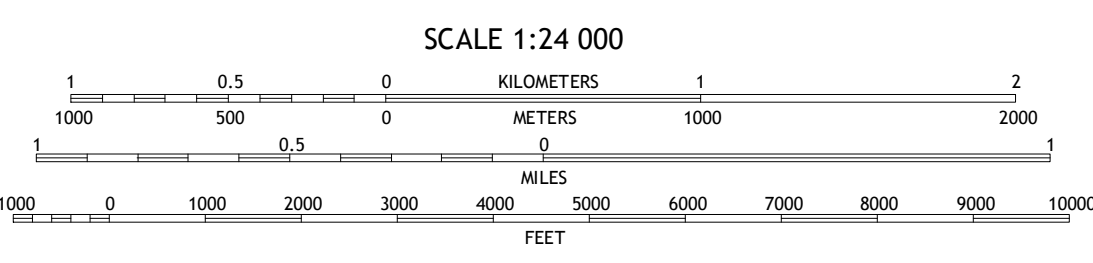 SCALE 1:24 000
1 0.5 0 KILOMETERS 1 2
1000 500 0 METERS 1000 2000
1 0.5 0 1
MILES
1000 0 1000 2000 3000 4000 5000 6000 7000 8000 9000 10000
FEET